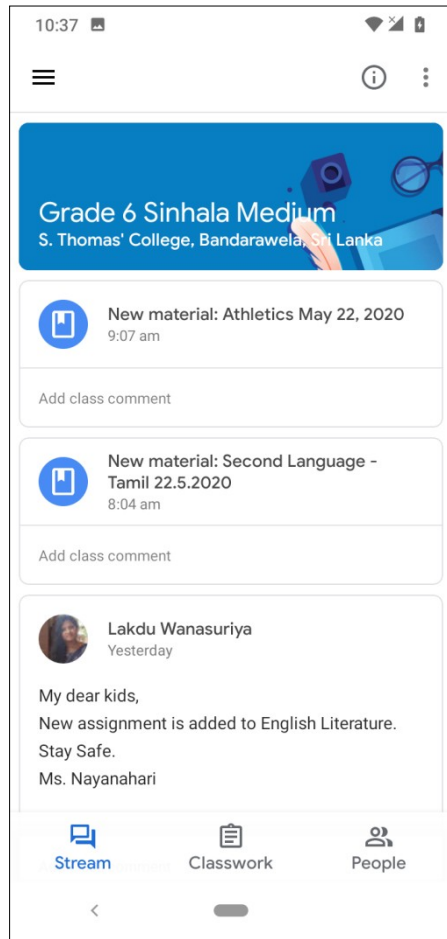 10:37
Grade 6 Sinhala Medium
S. Thomas' College, Bandarawela, Sri Lanka
New material: Athletics May 22, 2020
9:07 am
Add class comment
New material: Second Language -
Tamil 22.5.2020
8:04 am
Add class comment
Lakdu Wanasuriya
Yesterday
My dear kids,
New assignment is added to English Literature.
Stay Safe.
Ms. Nayanahari
Stream
Classwork
People